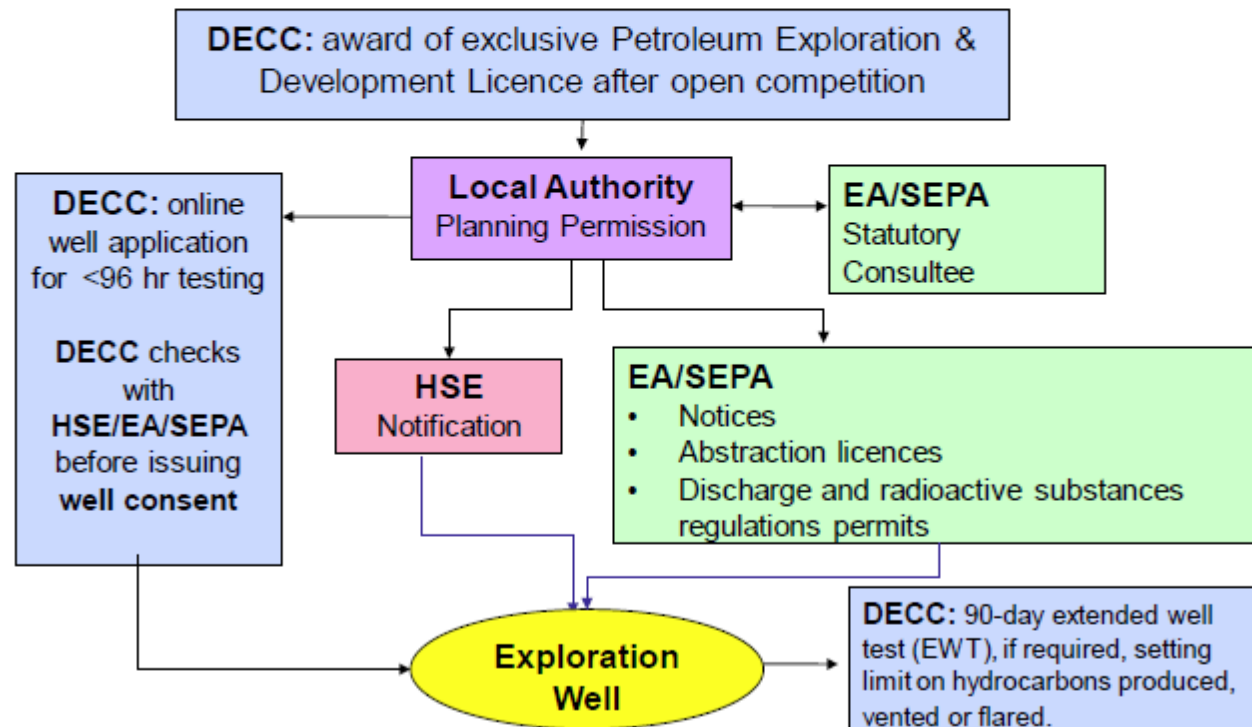 DECC: award of exclusive Petroleum Exploration &
Development Licence after open competition
Local Authority
Planning Permission
EA/SEPA
Statutory
Consultee
DECC: online
well application
for <96 hr testing
DECC checks
with
HSE/EA/SEPA
before issuing
well consent
HSE
Notification
EA/SEPA
• Notices
• Abstraction licences
• Discharge and radioactive substances
regulations permits
Exploration
Well
DECC: 90-day extended well
test (EWT), if required, setting
limit on hydrocarbons produced,
vented or flared.